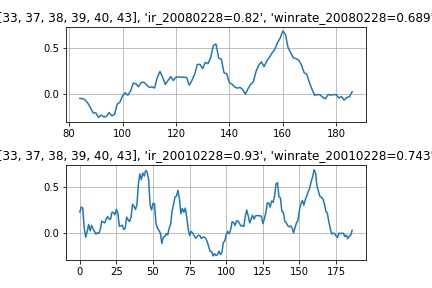 [33, 37, 38, 39, 40, 43], 'ir_20080228=0.82', 'winrate_20080228=0.689'
0.5
0.0
80 100 120 140 160 180
[33, 37, 38, 39, 40, 43], 'ir_20010228=0.93', 'winrate_20010228=0.743'
0.5
0.0
0 25 50 75 100 125 150 175